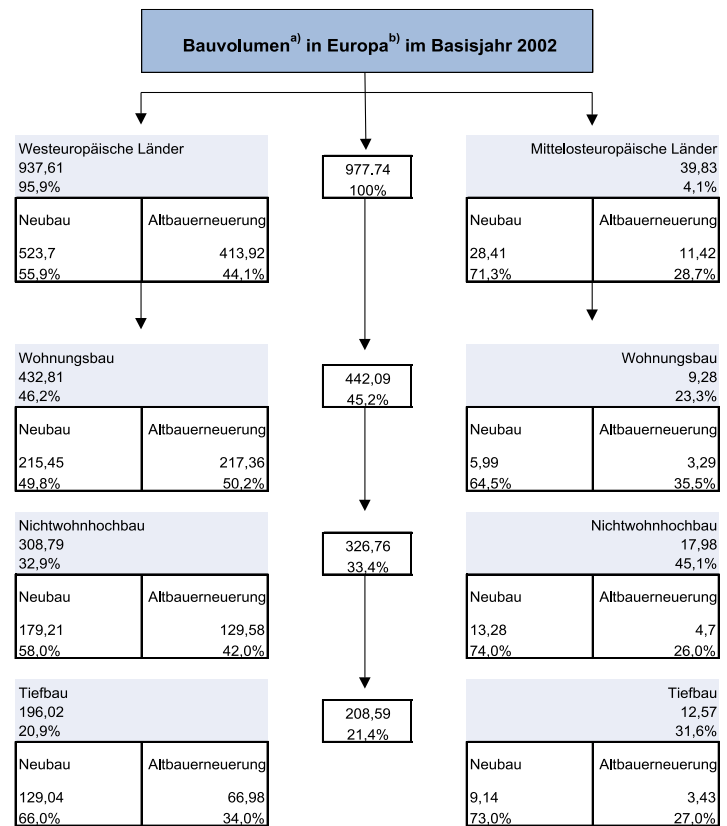 Bauvolumen a) in Europa b) im Basisjahr 2002
Westeuropäische Länder
937,61
95,9%
Neubau Altbauerneuerung
523,7 413,92
55,9% 44,1%
977.74
100%
Mittelosteuropäische Länder
39,83
4,1%
Neubau Altbauerneuerung
28,41 11,42
71,3% 28,7%
Wohnungsbau
432,81
46,2%
Neubau Altbauerneuerung
215,45 217,36
49,8% 50,2%
442,09
45,2%
Wohnungsbau
9,28
23,3%
Neubau Altbauerneuerung
5,99 3,29
64,5% 35,5%
Nichtwohnhochbau
308,79
32,9%
Neubau Altbauerneuerung
179,21 129,58
58,0% 42,0%
326,76
33,4%
Nichtwohnhochbau
17,98
45,1%
Neubau Altbauerneuerung
13,28 4,7
74,0% 26,0%
Tiefbau
196,02
20,9%
Neubau Altbauerneuerung
129,04 66,98
66,0% 34,0%
208,59
21,4%
Tiefbau
12,57
31,6%
Neubau Altbauerneuerung
9,14 3,43
73,0% 27,0%